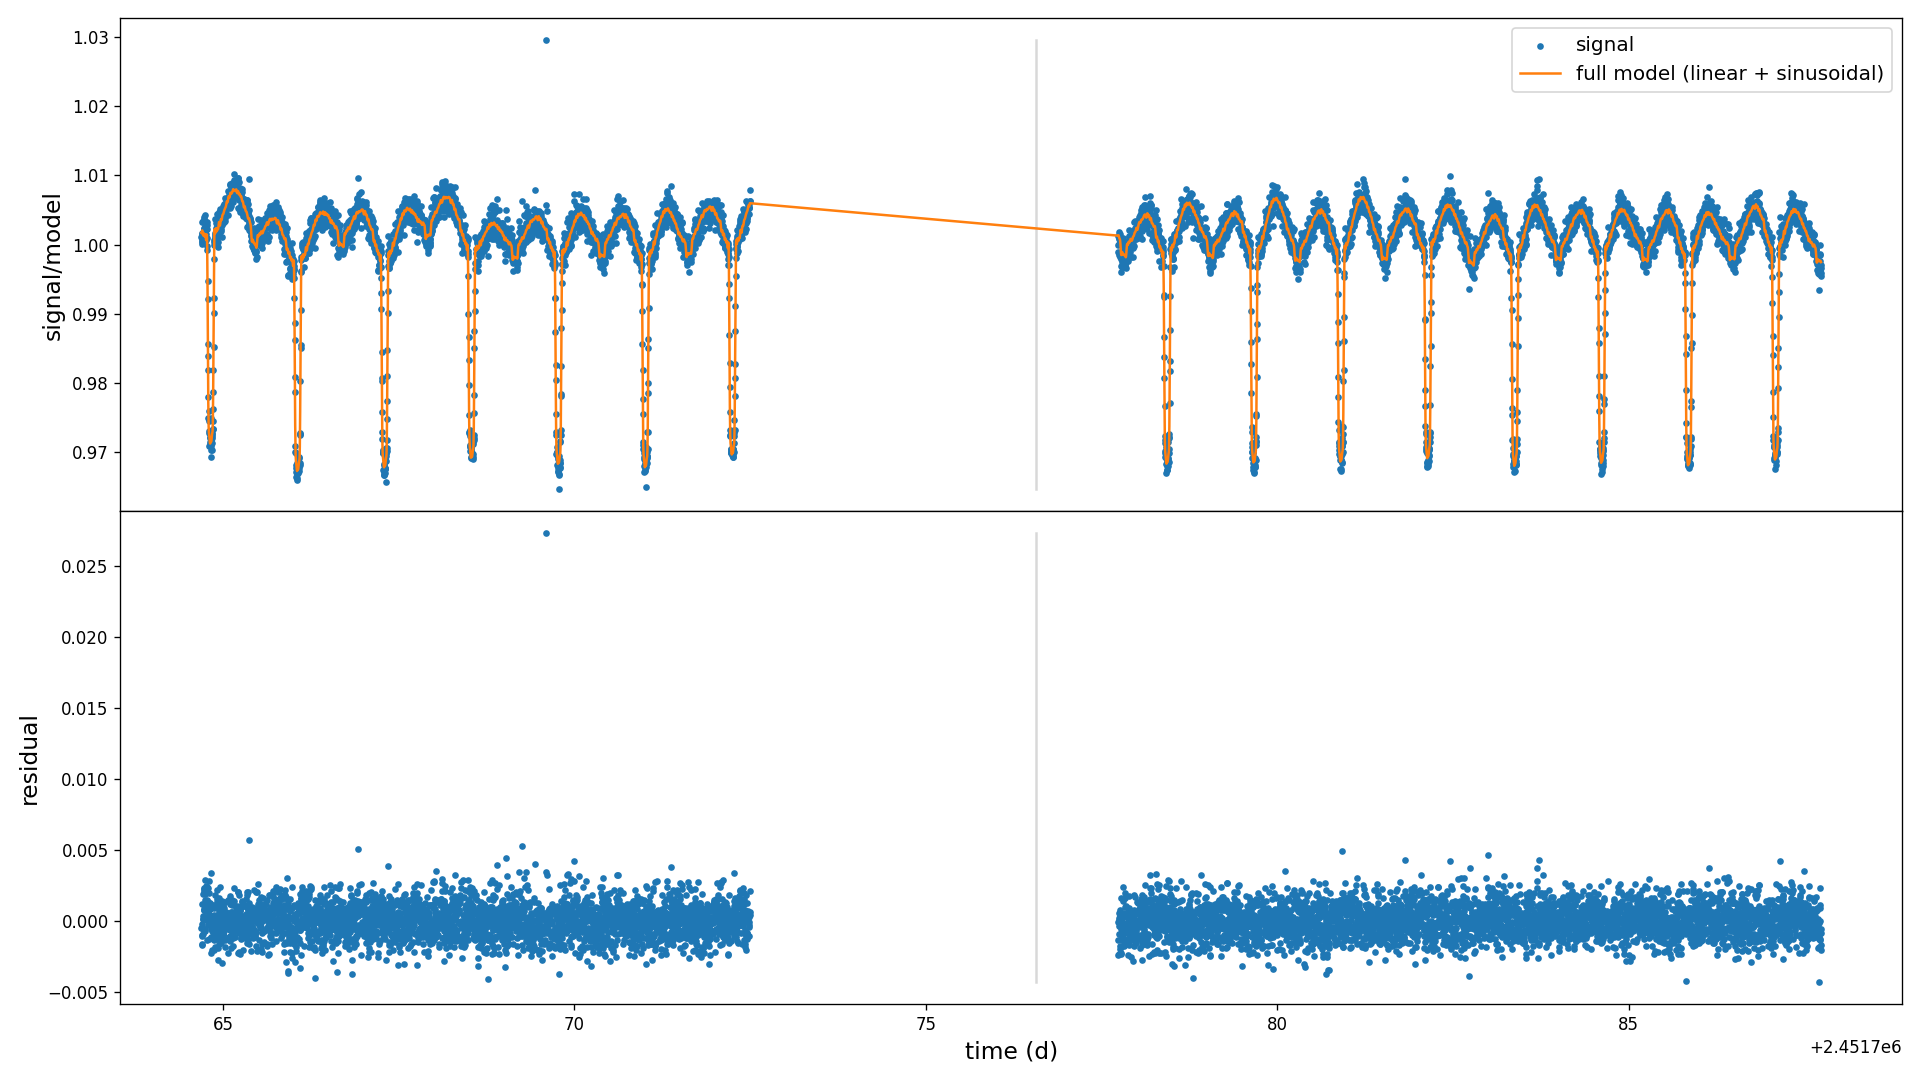 signal
full model (linear + sinusoidal)
signal/model
1.03
1.02
1.01
1.00
0.99
0.98
0.97
residual
0.025
0.020
0.015
0.010
0.005
0.000
−0.005
65 70 75 80 85
time (d)
+2.4517e6